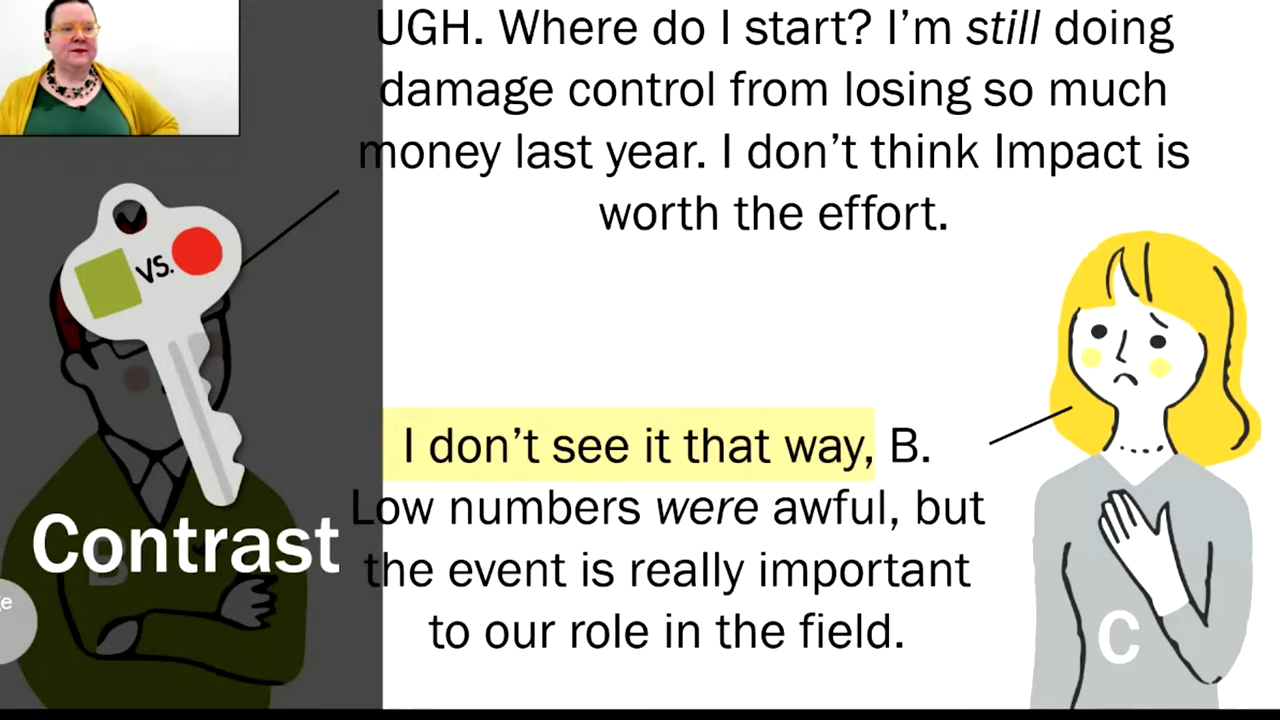 UGH. Where do I start? I’m still doing
damage control from losing so much
money last year. I don’t think Impact is
worth the effort.
VS.
I don’t see it that way, B.
Low numbers were awful, but
the event is really important
to our role in the field.
Contrast
B
C